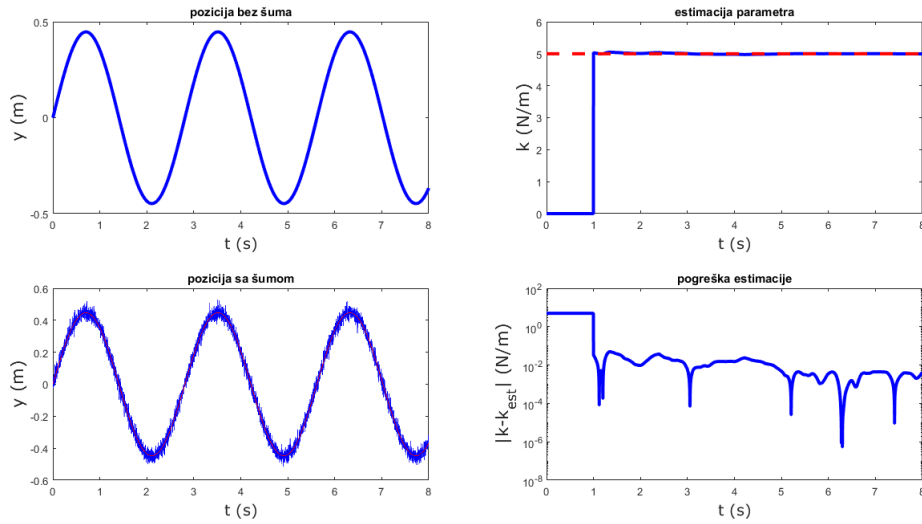 pozicija bez šuma
0.5
0
-0.5
y (m)
0 1 2 3 4 5 6 7 8
t (s)
estimacija parametra
6
5
4
3
2
1
0
k (N/m)
0 1 2 3 4 5 6 7 8
t (s)
pozicija sa šumom
0.6
0.4
0.2
0
-0.2
-0.4
-0.6
y (m)
0 1 2 3 4 5 6 7 8
t (s)
pogreška estimacije
10^2
10^0
10^-2
10^-4
10^-6
10^-8
|k-k_est| (N/m)
0 1 2 3 4 5 6 7 8
t (s)